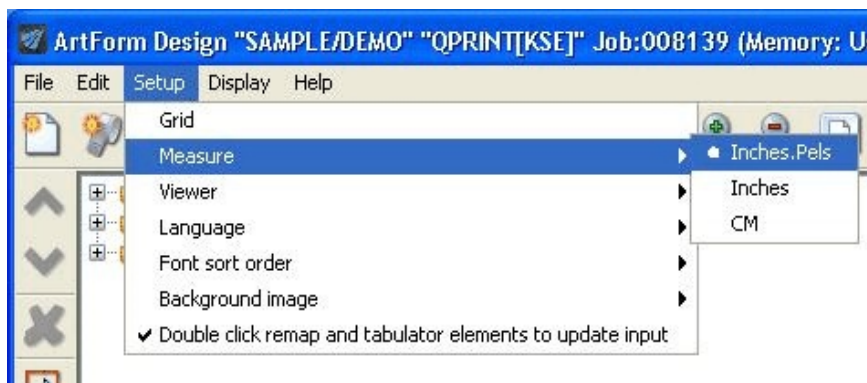 ArtForm Design "SAMPLE/DEMO" "QPRINT[KSE]" Job:008139 (Memory: U
File Edit Setup Display Help
Grid
Measure
Inches.Pels
Viewer
Inches
Language
CM
Font sort order
Background image
Double click remap and tabulator elements to update input